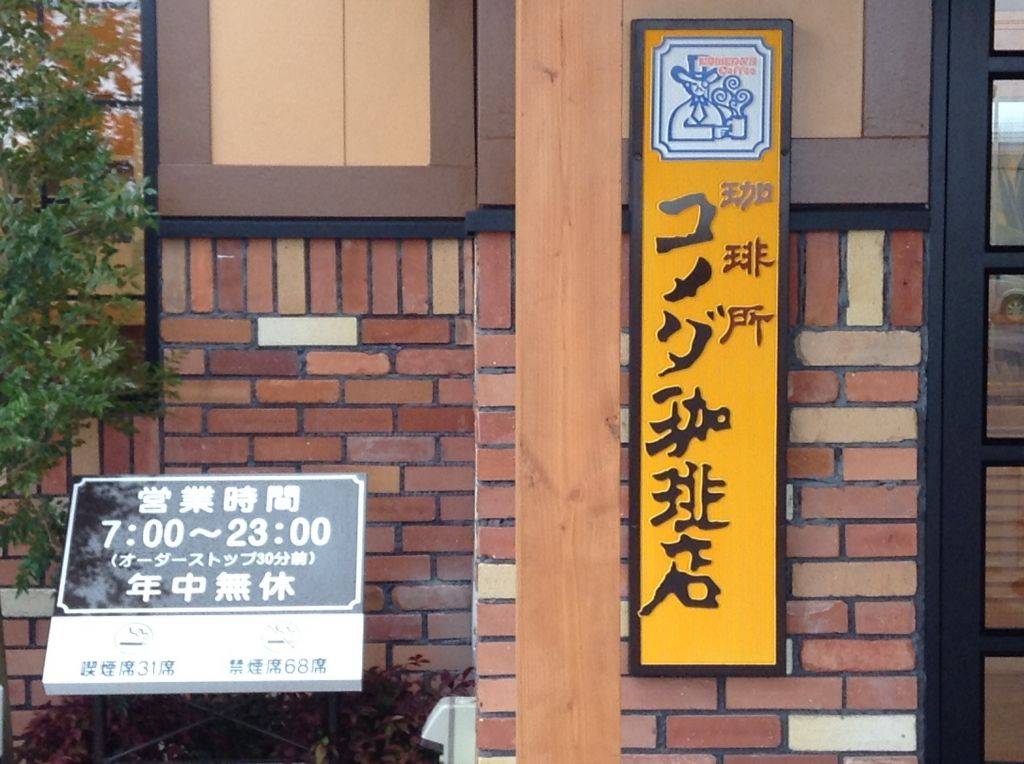 営業時間
7:00～23:00
(オーダーストップ30分前)
年中無休
喫煙席31席
禁煙席68席
Coffee
珈琲所
コメダ珈琲店